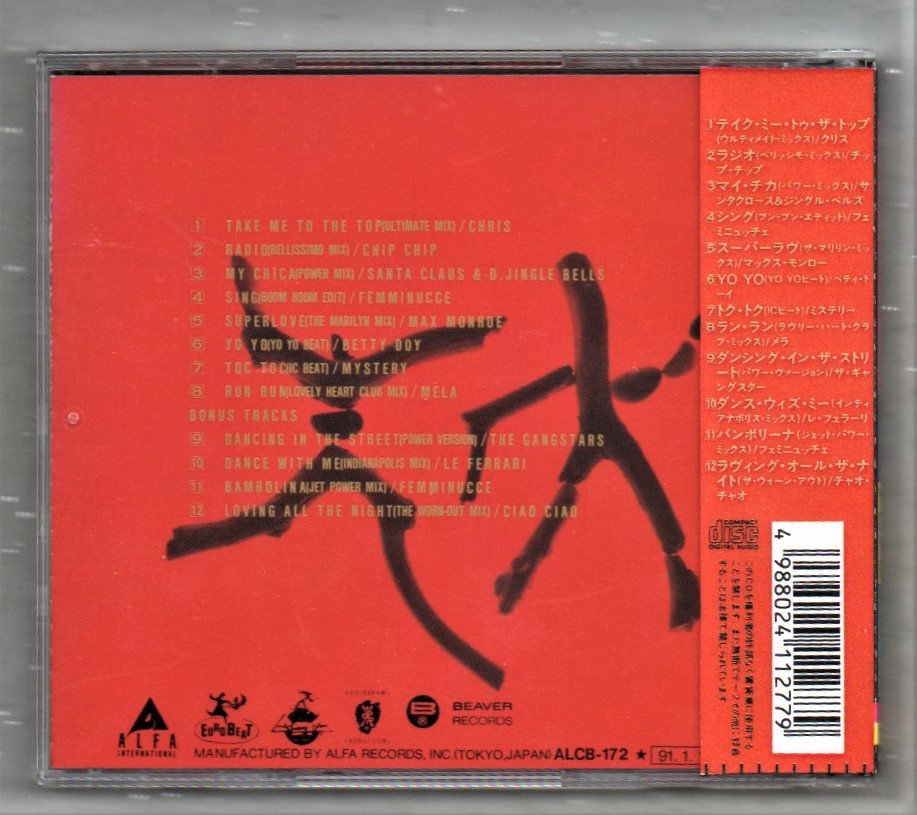 1 TAKE ME TO THE TOP(ULTIMATE MIX)/CHRIS
2 RADIO(BELLISSIMO MIX)/CHIP CHIP
3 MY CHICA(POWER MIX)/SANTA CLAUS & D.JINGLE BELLS
4 SING(BOOM BOOM EDIT)/FEMMINUCCE
5 SUPERLOVE(THE MARILYN MIX)/MAX MONROE
6 YO YO(YO YO BEAT)/BETTY DOY
7 TOC TOC(IC BEAT)/MYSTERY
8 RUN RUN(LOVELY HEART CLUB MIX)/MELA
BONUS TRACKS
9 DANCING IN THE STREET(POWER VERSION)/THE GANGSTARS
10 DANCE WITH ME(INDIANAPOLIS MIX)/LE FERRARI
11 BAMBOLINA(JET POWER MIX)/FEMMINUCCE
12 LOVING ALL THE NIGHT(THE WORN-OUT MIX)/CIAO CIAO
ALFA
INTERNATIONAL
EUROBEAT
B
®
BEAVER
RECORDS
MANUFACTURED BY ALFA RECORDS, INC.(TOKYO,JAPAN) ALCB-172 ★ 91.1.
1テイク・ミー・トゥ・ザ・トップ
(ウルティメイト・ミックス)/クリス
2ラジオ(ベリッシモ・ミックス)/チッ
プ・チップ
3マイ・チカ(パワー・ミックス)/サ
ンタクロース&ジングル・ベルズ
4シング(ブン・ブン・エディット)/フェ
ミニュッチェ
5スーパーラヴ(ザ・マリリン・ミッ
クス)/マックス・モンロー
6YO YO(YO YOビート)/ベティ・ド
ーイ
7トク・トク(ICビート)/ミステリー
8ラン・ラン(ラヴリー・ハート・クラ
ブ・ミックス)/メラ
9ダンシング・イン・ザ・ストリ
ート(パワー・ヴァージョン)/ザ・ギャ
ングスター
10ダンス・ウィズ・ミー(インディ
アナポリス・ミックス)/レ・フェラーリ
11バンボリーナ(ジェット・パワー・
ミックス)/フェミニュッチェ
12ラヴィング・オール・ザ・ナ
イト(ザ・ウォーン・アウト)/チャオ・
チャオ
COMPACT
disc
DIGITAL AUDIO
4 988024 112779